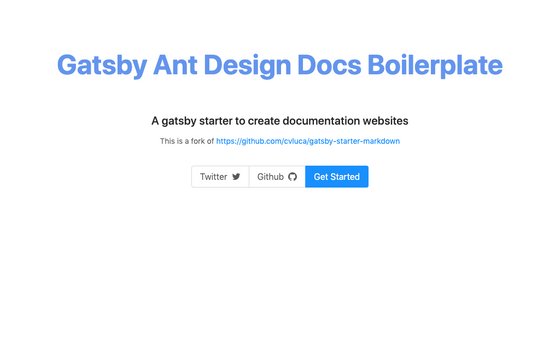 Gatsby Ant Design Docs Boilerplate
A gatsby starter to create documentation websites
This is a fork of https://github.com/cvluca/gatsby-starter-markdown
Twitter Github Get Started